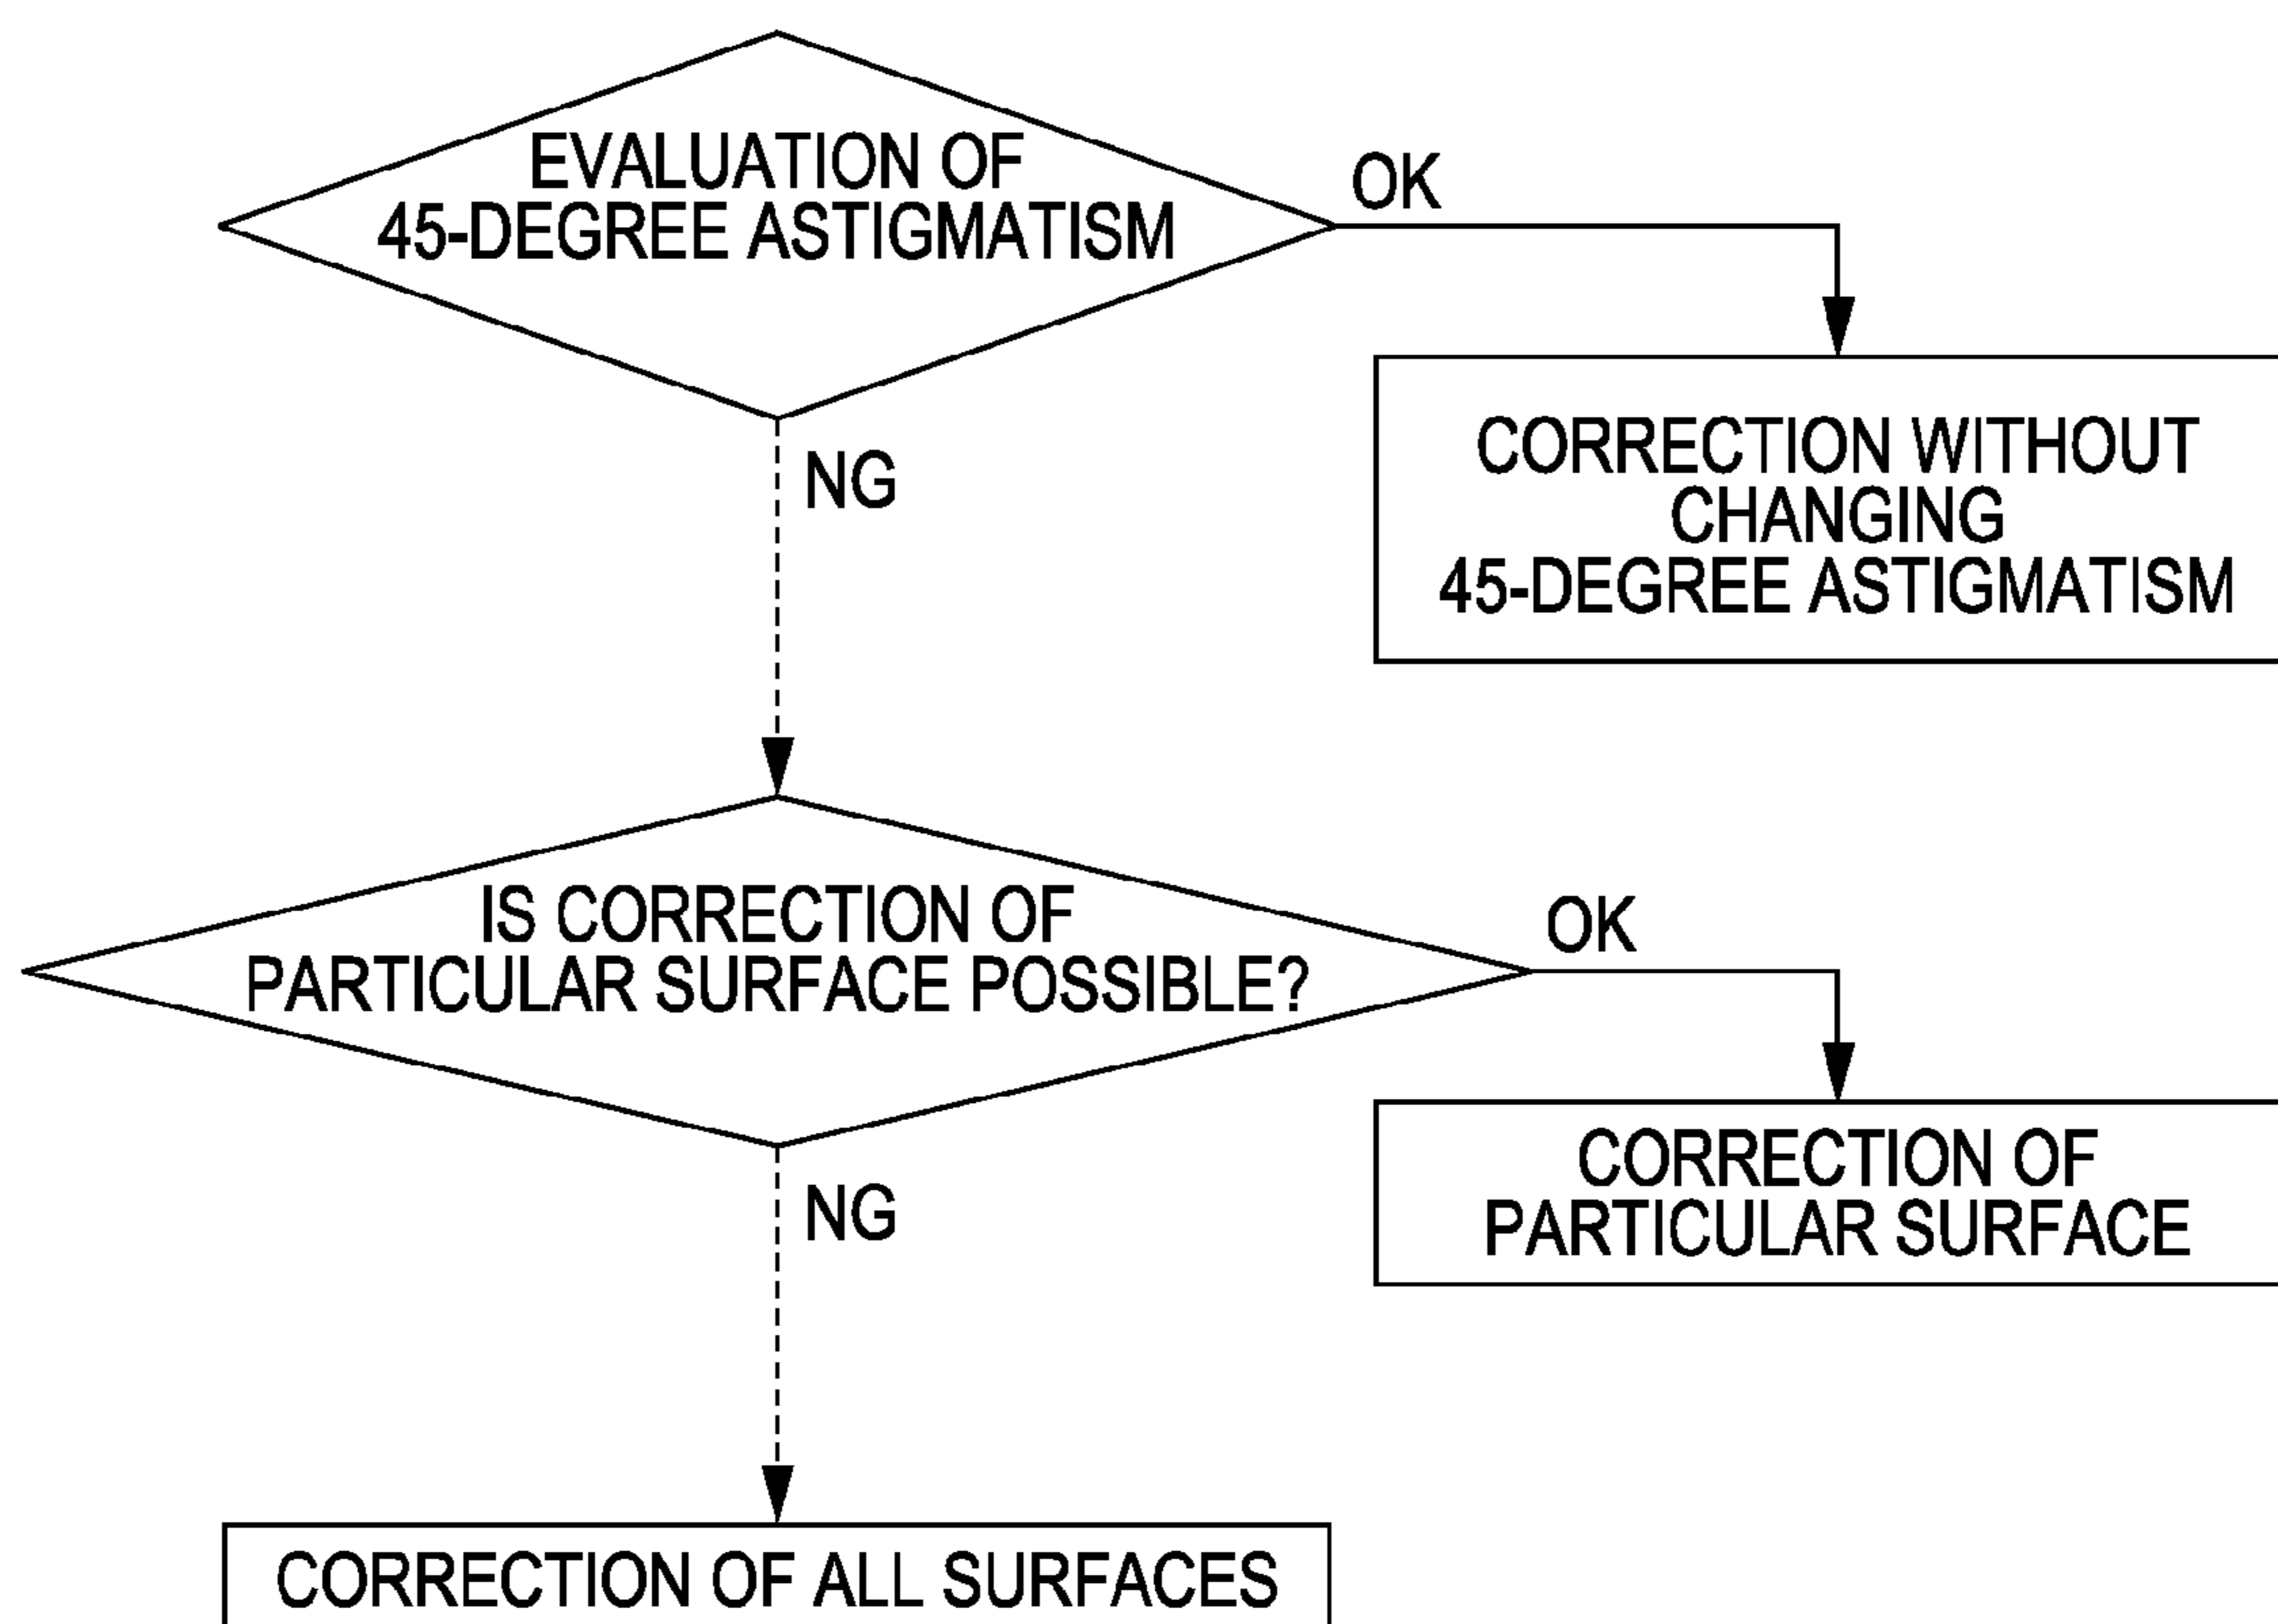 EVALUATION OF
45-DEGREE ASTIGMATISM
OK
CORRECTION WITHOUT
CHANGING
45-DEGREE ASTIGMATISM
NG
IS CORRECTION OF
PARTICULAR SURFACE POSSIBLE?
OK
CORRECTION OF
PARTICULAR SURFACE
NG
CORRECTION OF ALL SURFACES